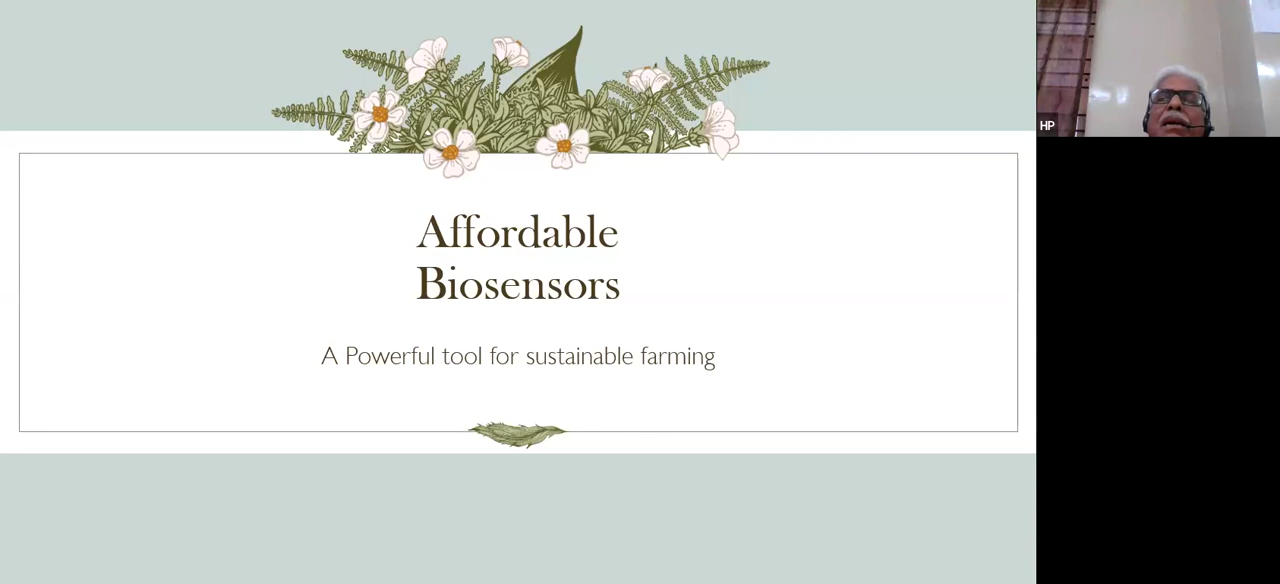 Affordable
Biosensors
A Powerful tool for sustainable farming
HP